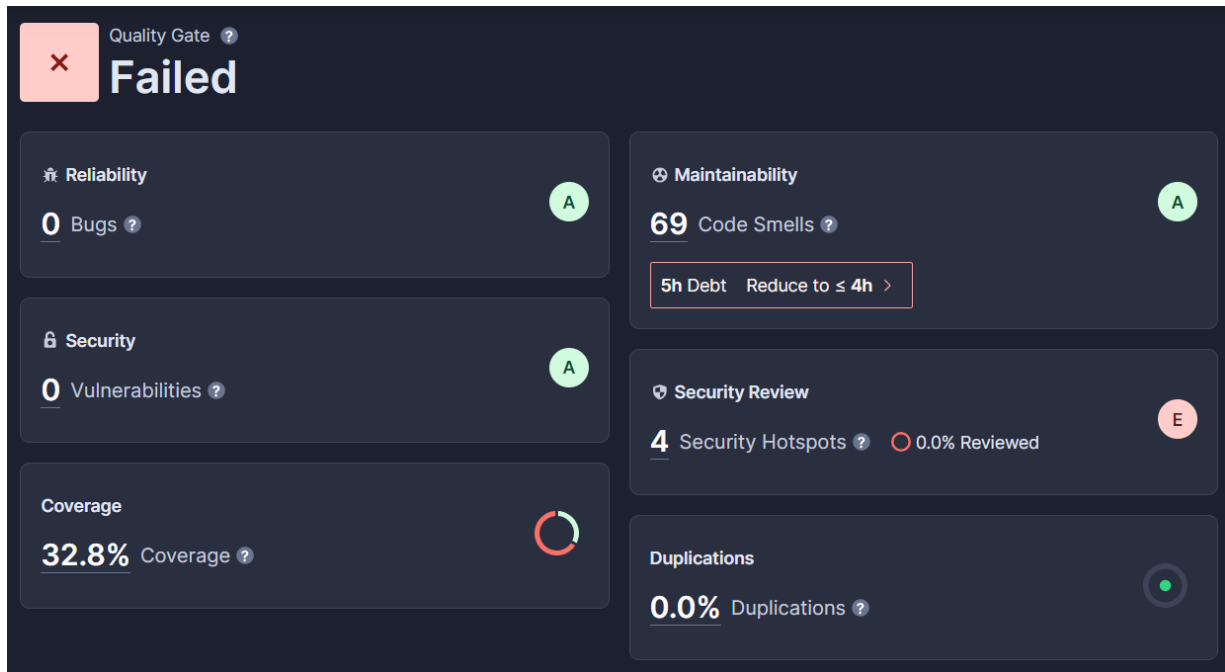 Quality Gate ?
Failed
Reliability
0 Bugs ?
A
Security
0 Vulnerabilities ?
A
Coverage
32.8% Coverage ?
Maintainability
69 Code Smells ?
A
5h Debt Reduce to ≤ 4h >
Security Review
4 Security Hotspots ? 0.0% Reviewed
E
Duplications
0.0% Duplications ?